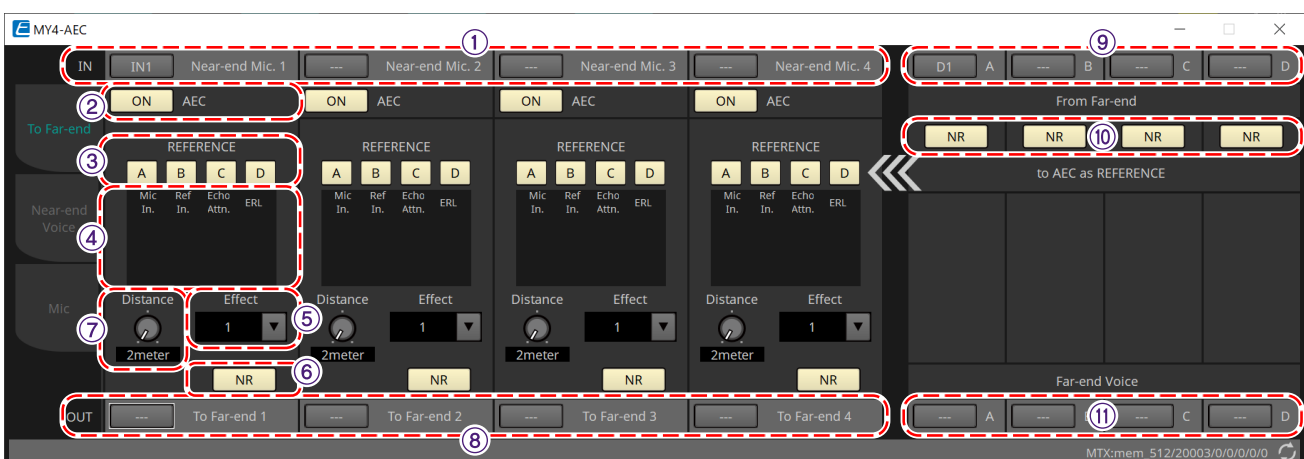 MY4-AEC
①
⑨
IN IN1 Near-end Mic. 1 --- Near-end Mic. 2 --- Near-end Mic. 3 --- Near-end Mic. 4 D1 A --- B --- C --- D
② ON AEC ON AEC ON AEC ON AEC From Far-end
To Far-end
NR NR ⑩ NR NR
③ REFERENCE REFERENCE REFERENCE REFERENCE
A B C D A B C D A B C D A B C D to AEC as REFERENCE
Mic Ref Echo Mic Ref Echo Mic Ref Echo Mic Ref Echo
In. In. Attn. ERL In. In. Attn. ERL In. In. Attn. ERL In. In. Attn. ERL
Near-end
Voice
④
Mic
Distance Effect Distance Effect Distance Effect Distance Effect
⑦ 1 ⑤ 1 1 1
2meter 2meter 2meter 2meter
NR ⑥ NR NR NR Far-end Voice
OUT --- To Far-end 1 --- To Far-end 2 --- To Far-end 3 --- To Far-end 4 --- A --- ⑪ --- C --- D
⑧
MTX:mem_512/20003/0/0/0/0/0